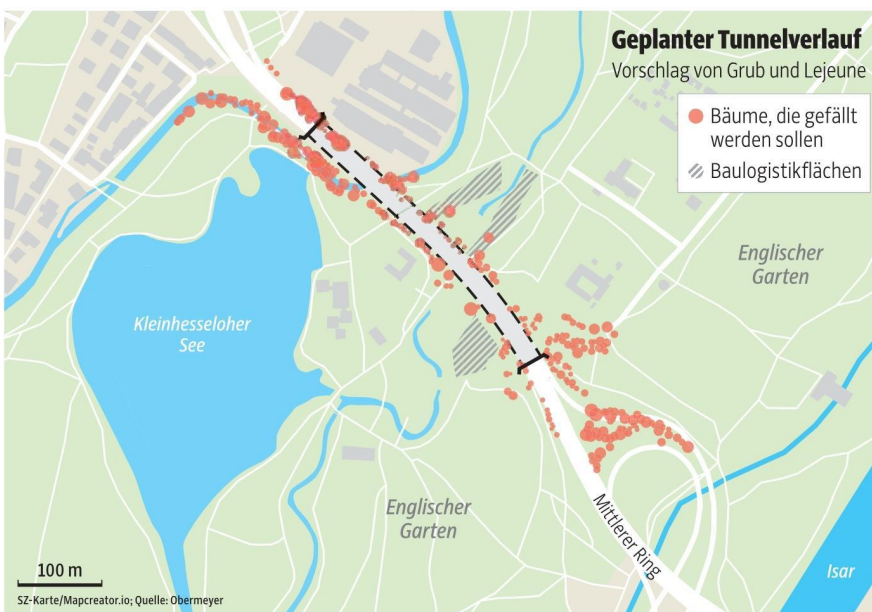 Geplanter Tunnelverlauf
Vorschlag von Grub und Lejeune
Bäume, die gefällt
werden sollen
Baulogistikflächen
Englischer
Garten
Kleinhesseloher
See
Englischer
Garten
Mittlerer Ring
Isar
100 m
SZ-Karte/Mapcreator.io; Quelle: Obermeyer